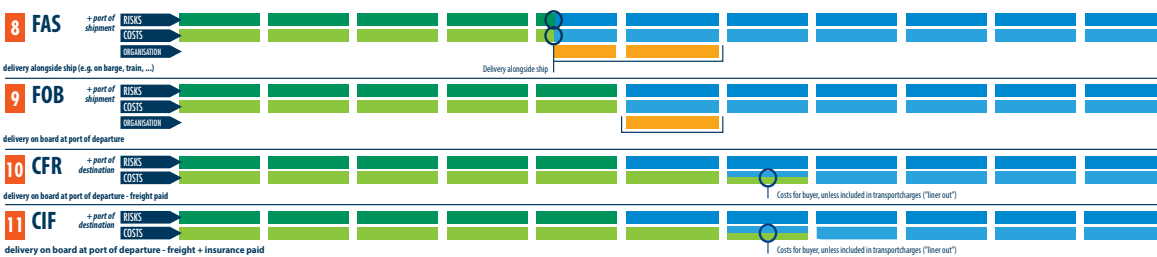 8 FAS + port of shipment RISKS
COSTS
ORGANISATION
delivery alongside ship (e.g. on barge, train, ...) Delivery alongside ship
9 FOB + port of shipment RISKS
COSTS
ORGANISATION
delivery on board at port of departure
10 CFR + port of destination RISKS
COSTS
delivery on board at port of departure - freight paid Costs for buyer, unless included in transportcharges ("liner out")
11 CIF + port of destination RISKS
COSTS
delivery on board at port of departure - freight + insurance paid Costs for buyer, unless included in transportcharges ("liner out")